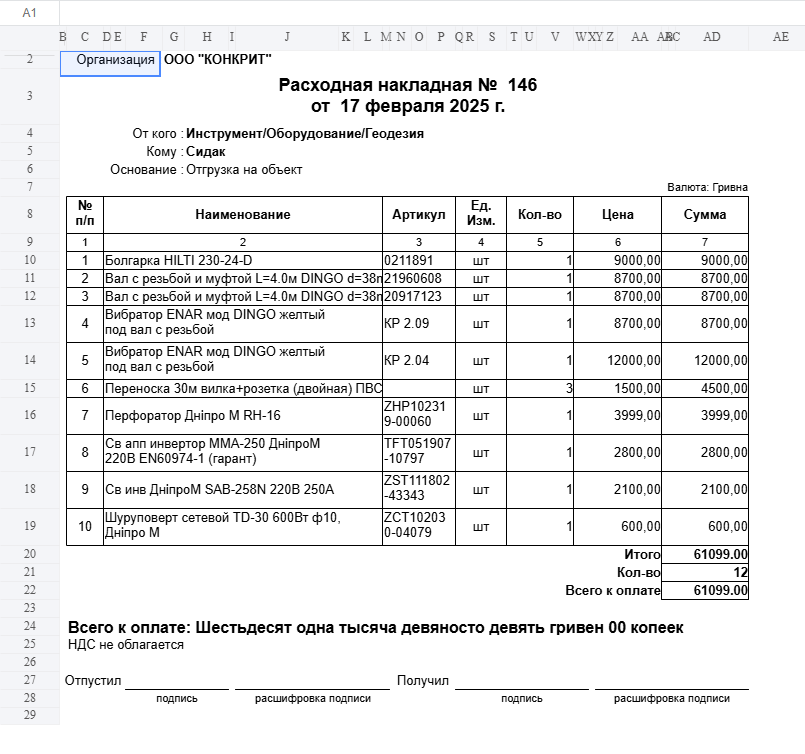 A1
B C D E F G H I J K L M N O P Q R S T U V W X Y Z AA AB AC AD AE
2 Организация ООО "КОНКРИТ"
3 Расходная накладная № 146
от 17 февраля 2025 г.
4 От кого : Инструмент/Оборудование/Геодезия
5 Кому : Сидак
6 Основание : Отгрузка на объект
7 Валюта: Гривна
8 № п/п Наименование Артикул Ед. Изм. Кол-во Цена Сумма
9 1 2 3 4 5 6 7
10 1 Болгарка HILTI 230-24-D 0211891 шт 1 9000,00 9000,00
11 2 Вал с резьбой и муфтой L=4.0м DINGO d=38п 21960608 шт 1 8700,00 8700,00
12 3 Вал с резьбой и муфтой L=4.0м DINGO d=38п 20917123 шт 1 8700,00 8700,00
13 4 Вибратор ENAR мод DINGO желтый под вал с резьбой КР 2.09 шт 1 8700,00 8700,00
14 5 Вибратор ENAR мод DINGO желтый под вал с резьбой КР 2.04 шт 1 12000,00 12000,00
15 6 Переноска 30м вилка+розетка (двойная) ПВС шт 3 1500,00 4500,00
16 7 Перфоратор Дніпро М RH-16 ZHP102319-00060 шт 1 3999,00 3999,00
17 8 Св апп инвертор ММА-250 ДніпроМ 220В EN60974-1 (гарант) TFT051907-10797 шт 1 2800,00 2800,00
18 9 Св инв ДніпроМ SAB-258N 220В 250А ZST111802-43343 шт 1 2100,00 2100,00
19 10 Шуруповерт сетевой TD-30 600Вт ф10, Дніпро М ZCT102030-04079 шт 1 600,00 600,00
20 Итого 61099.00
21 Кол-во 12
22 Всего к оплате 61099.00
23
24 Всего к оплате: Шестьдесят одна тысяча девяносто девять гривен 00 копеек
25 НДС не облагается
26
27 Отпустил Получил
28 подпись расшифровка подписи подпись расшифровка подписи
29